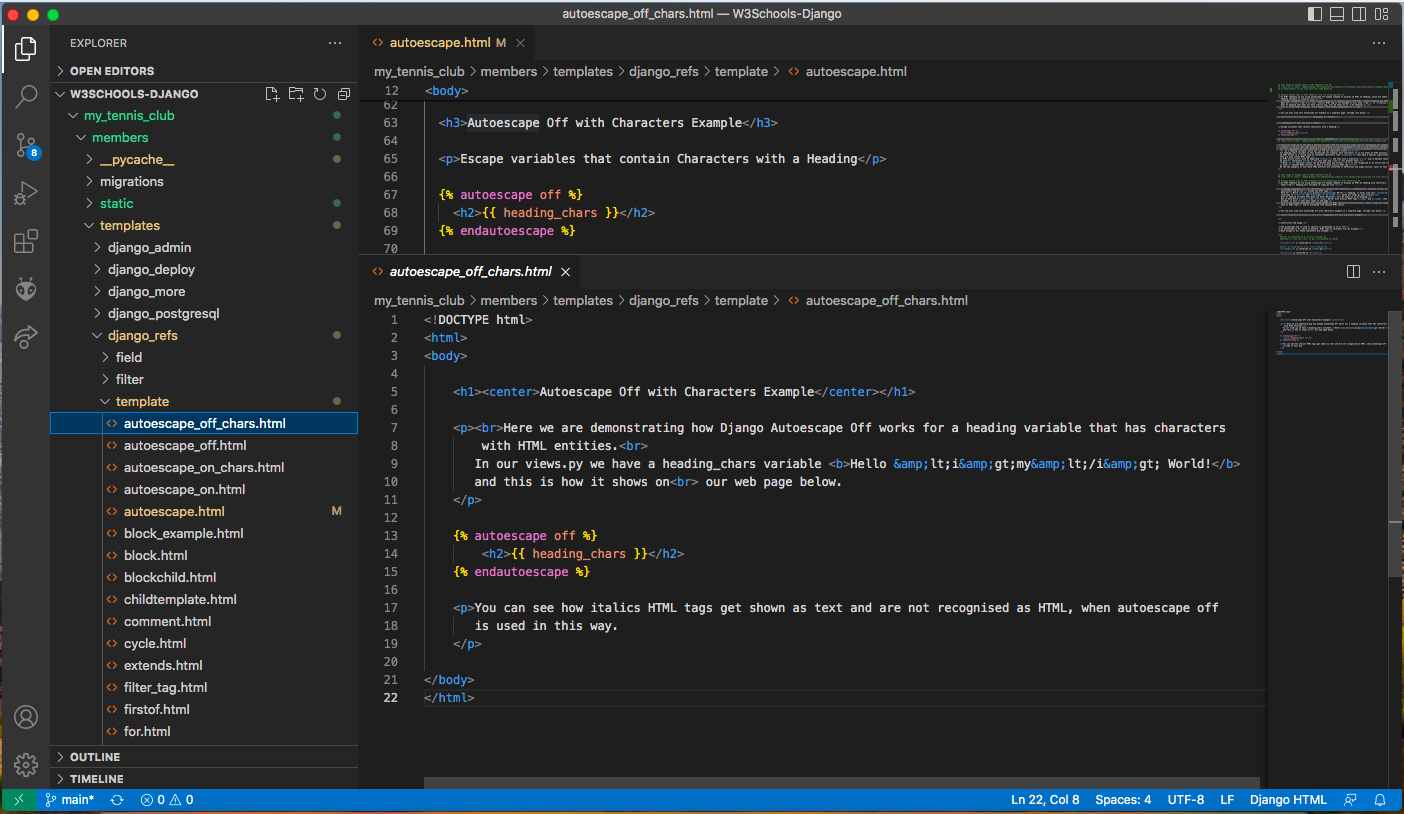 autoescape_off_chars.html — W3Schools-Django
EXPLORER
OPEN EDITORS
W3SCHOOLS-DJANGO
my_tennis_club
members
__pycache__
migrations
static
templates
django_admin
django_deploy
django_more
django_postgresql
django_refs
field
filter
template
autoescape_off_chars.html
autoescape_off.html
autoescape_on_chars.html
autoescape_on.html
autoescape.html M
block_example.html
block.html
blockchild.html
childtemplate.html
comment.html
cycle.html
extends.html
filter_tag.html
firstof.html
for.html
OUTLINE
TIMELINE
8
autoescape.html M
my_tennis_club > members > templates > django_refs > template > autoescape.html
12 <body>
62
63 <h3>Autoescape Off with Characters Example</h3>
64
65 <p>Escape variables that contain Characters with a Heading</p>
66
67 {% autoescape off %}
68 <h2>{{ heading_chars }}</h2>
69 {% endautoescape %}
70
autoescape_off_chars.html
my_tennis_club > members > templates > django_refs > template > autoescape_off_chars.html
1 <!DOCTYPE html>
2 <html>
3 <body>
4
5 <h1><center>Autoescape Off with Characters Example</center></h1>
6
7 <p><br>Here we are demonstrating how Django Autoescape Off works for a heading variable that has characters
8 with HTML entities.<br>
9 In our views.py we have a heading_chars variable <b>Hello &amp;lt;i&amp;gt;my&amp;lt;/i&amp;gt; World!</b>
10 and this is how it shows on<br> our web page below.
11 </p>
12
13 {% autoescape off %}
14 <h2>{{ heading_chars }}</h2>
15 {% endautoescape %}
16
17 <p>You can see how italics HTML tags get shown as text and are not recognised as HTML, when autoescape off
18 is used in this way.
19 </p>
20
21 </body>
22 </html>
main* 0 0 Ln 22, Col 8 Spaces: 4 UTF-8 LF Django HTML